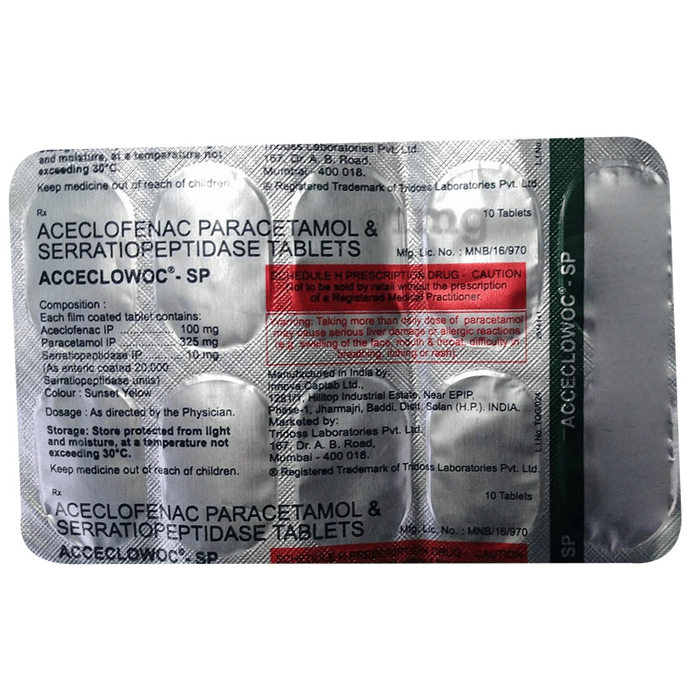 and moisture, at a temperature not
exceeding 30°C.
Keep medicine out of reach of children.
Tridoss Laboratories Pvt. Ltd.
167, Dr. A. B. Road,
Mumbai - 400 018.
® Registered Trademark of Tridoss Laboratories Pvt. Ltd.
Rx
10 Tablets
ACECLOFENAC PARACETAMOL &
SERRATIOPEPTIDASE TABLETS
Mfg. Lic. No. : MNB/16/970
ACCECLOWOC® - SP
SCHEDULE H PRESCRIPTION DRUG - CAUTION
Not to be sold by retail without the prescription
of a Registered Medical Practitioner.
Composition :
Each film coated tablet contains:
Aceclofenac IP ............... 100 mg
Paracetamol IP ............... 325 mg
Serratiopeptidase IP ........ 10 mg
(As enteric coated 20,000
Serratiopeptidase units)
Colour : Sunset Yelow
Warning: Taking more than daily dose of paracetamol
may cause serious liver damage or allergic reactions
(e.g. swelling of the face, mouth & throat, difficulty in
breathing, itching or rash).
Dosage : As directed by the Physician.
Storage: Store protected from light
and moisture, at a temperature not
exceeding 30°C.
Keep medicine out of reach of children.
Manufactured in India by:
Innova Captab Ltd.,
1281/1, Hilltop Industrial Estate, Near EPIP,
Phase-1, Jharmajri, Baddi, Distt. Solan (H.P.). INDIA.
Marketed by:
Tridoss Laboratories Pvt. Ltd.
167, Dr. A. B. Road,
Mumbai - 400 018.
® Registered Trademark of Tridoss Laboratories Pvt. Ltd.
Rx
10 Tablets
ACECLOFENAC PARACETAMOL &
SERRATIOPEPTIDASE TABLETS
Mfg. Lic. No. : MNB/16/970
ACCECLOWOC® - SP
SCHEDULE H PRESCRIPTION DRUG - CAUTION
ACCECLOWOC® - SP
SP